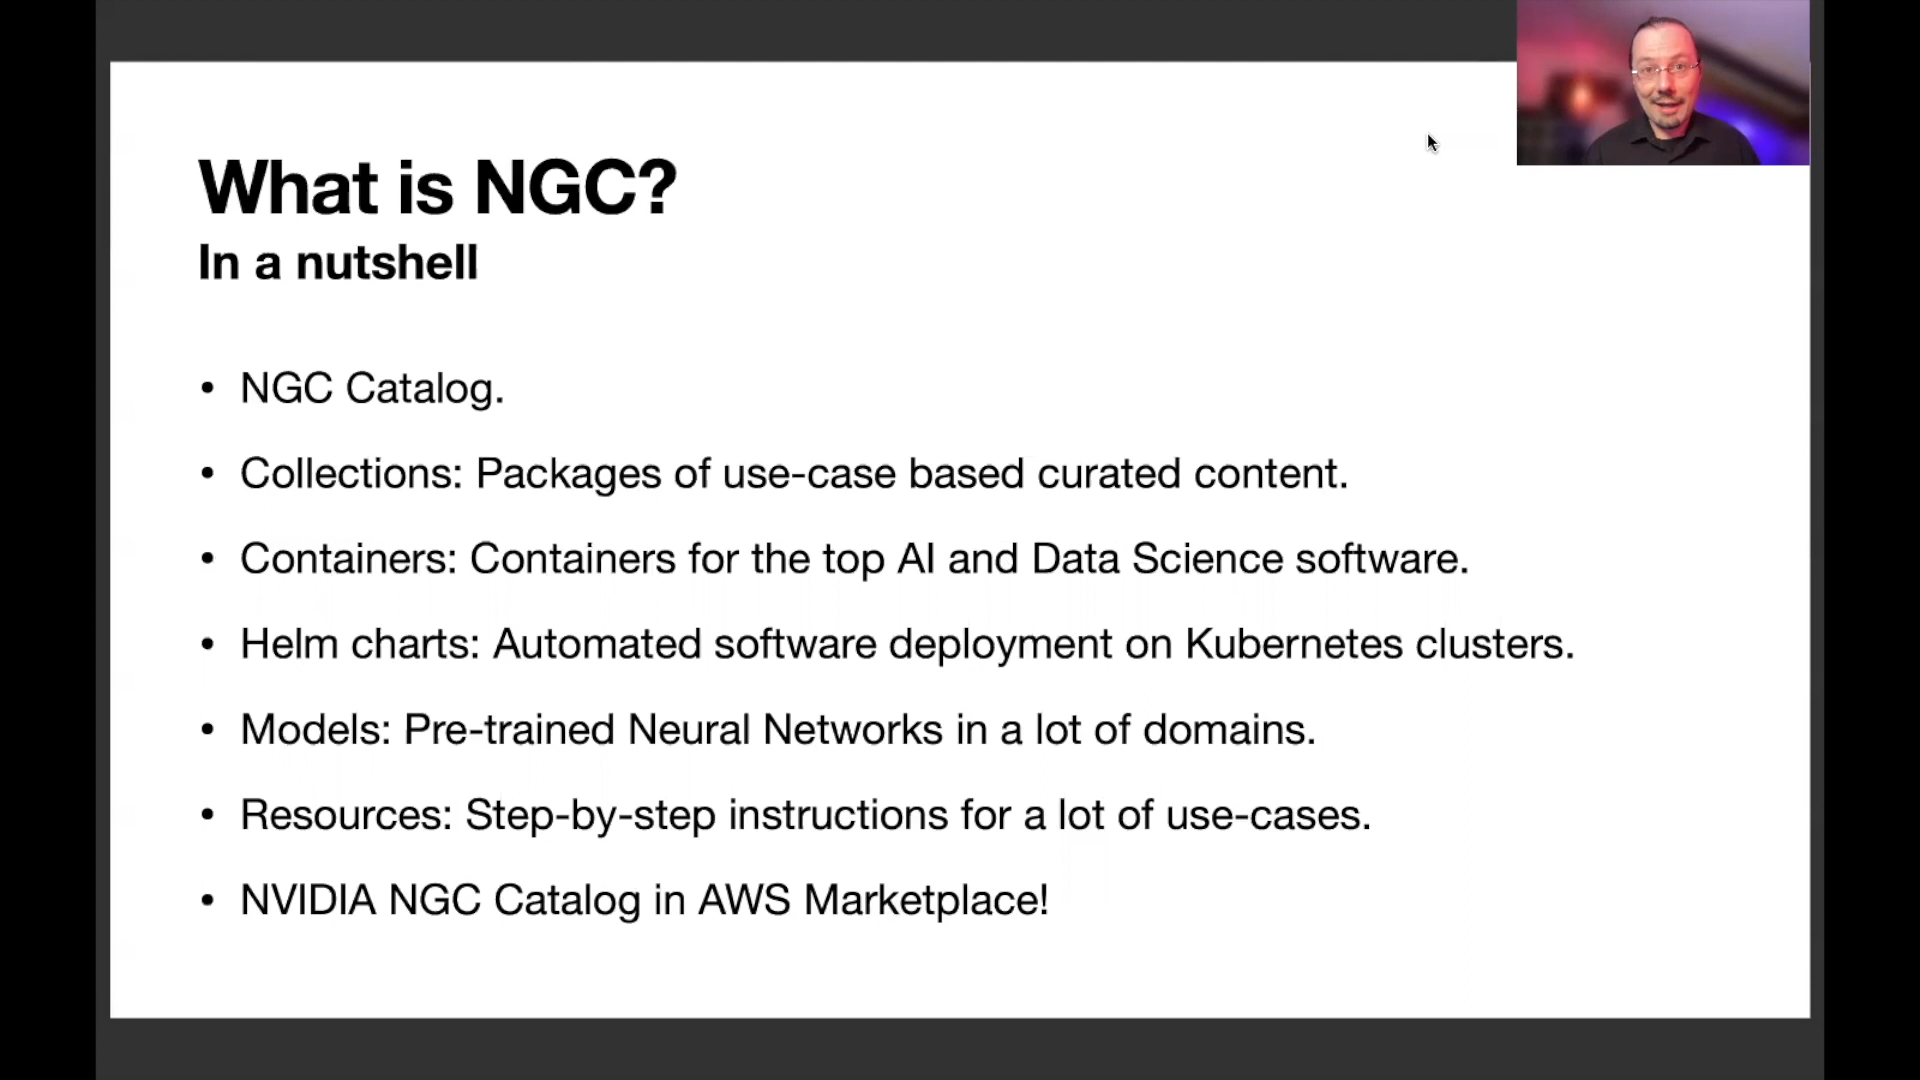 What is NGC?
In a nutshell
• NGC Catalog.
• Collections: Packages of use-case based curated content.
• Containers: Containers for the top AI and Data Science software.
• Helm charts: Automated software deployment on Kubernetes clusters.
• Models: Pre-trained Neural Networks in a lot of domains.
• Resources: Step-by-step instructions for a lot of use-cases.
• NVIDIA NGC Catalog in AWS Marketplace!